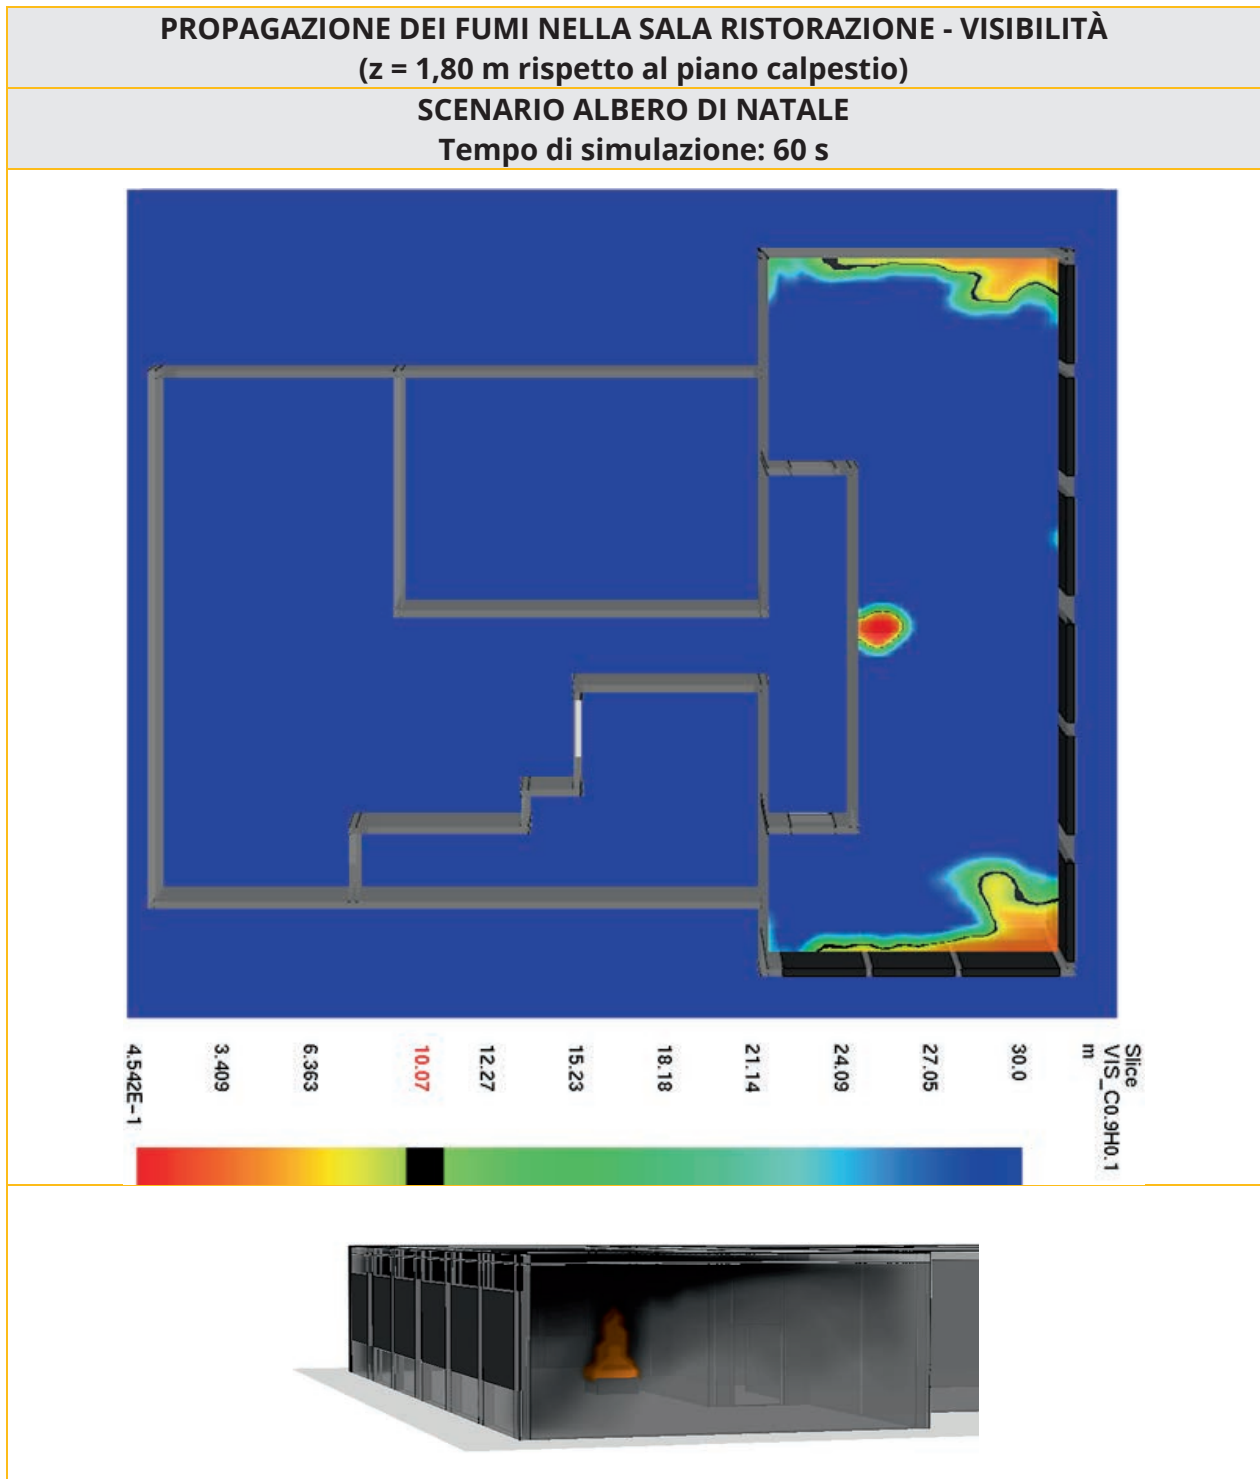 PROPAGAZIONE DEI FUMI NELLA SALA RISTORAZIONE - VISIBILITÀ
(z = 1,80 m rispetto al piano calpestio)
SCENARIO ALBERO DI NATALE
Tempo di simulazione: 60 s
Slice
VIS_C0.9H0.1
m
30.0
27.05
24.09
21.14
18.18
15.23
12.27
10.07
6.363
3.409
4.542E-1